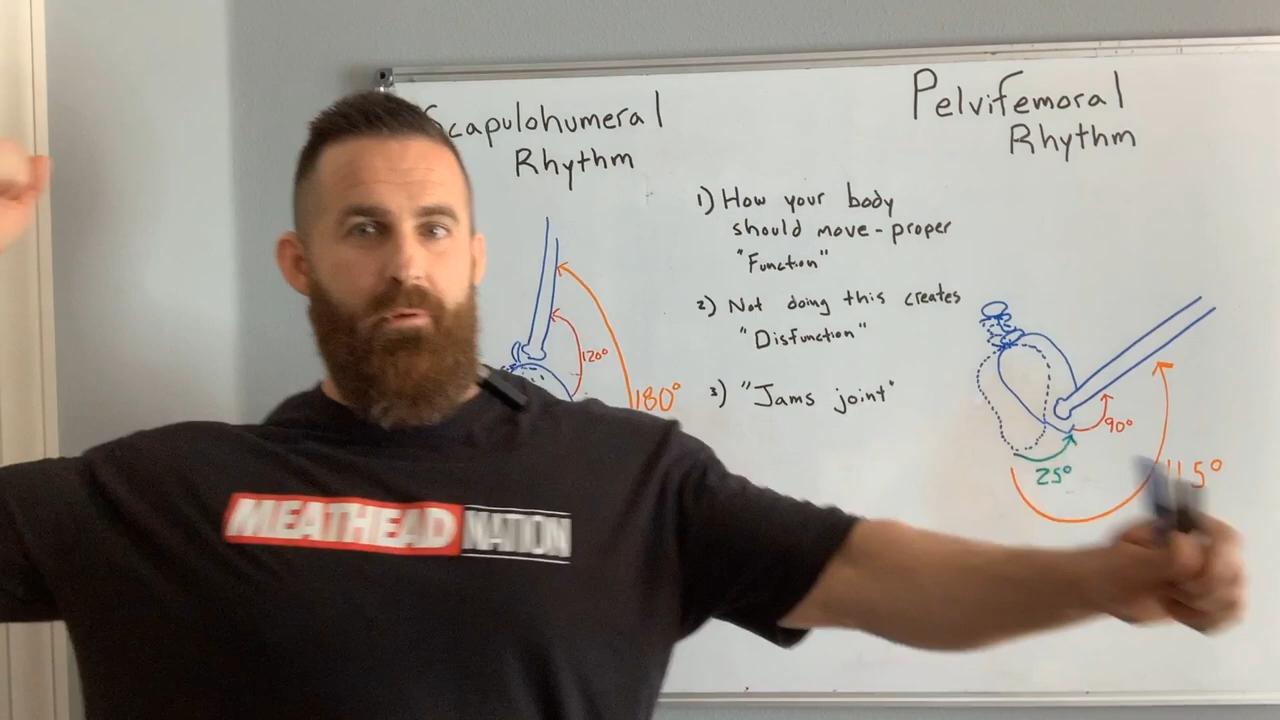 Scapulohumeral
Rhythm
Pelvifemoral
Rhythm
1) How your body
should move - proper
"Function"
2) Not doing this creates
"Disfunction"
3) "Jams joint"
120°
180°
90°
25°
115°
MEATHEAD NATION